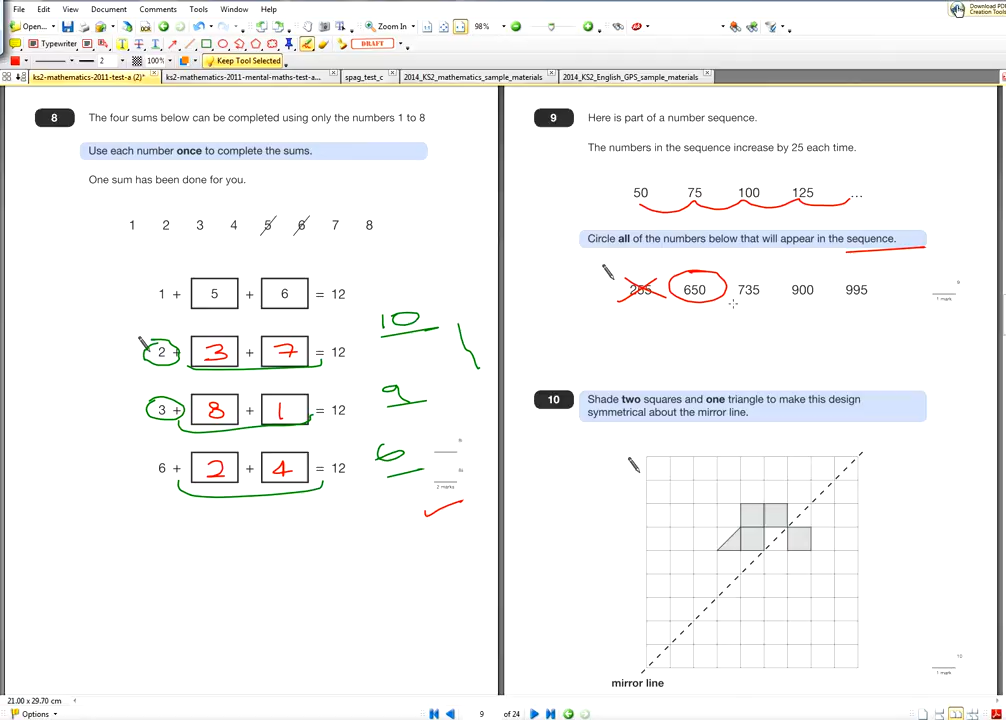 File Edit View Document Comments Tools Window Help
Download PDF
Creation Tools
Open... OCR Zoom In 98%
Typewriter DRAFT
2 100% Keep Tool Selected
ks2-mathematics-2011-test-a (2)* ks2-mathematics-2011-mental-maths-test-a... spag_test_c 2014_KS2_mathematics_sample_materials 2014_KS2_English_GPS_sample_materials
8 The four sums below can be completed using only the numbers 1 to 8
Use each number once to complete the sums.
One sum has been done for you.
1 2 3 4 5 6 7 8
1 + 5 + 6 = 12
10
2 + 3 + 7 = 12
9
3 + 8 + 1 = 12
6
6 + 2 + 4 = 12
2 marks
9 Here is part of a number sequence.
The numbers in the sequence increase by 25 each time.
50 75 100 125 ...
Circle all of the numbers below that will appear in the sequence.
650 735 900 995
9
1 mark
10 Shade two squares and one triangle to make this design
symmetrical about the mirror line.
10
1 mark
mirror line
21.00 x 29.70 cm
Options 9 of 24